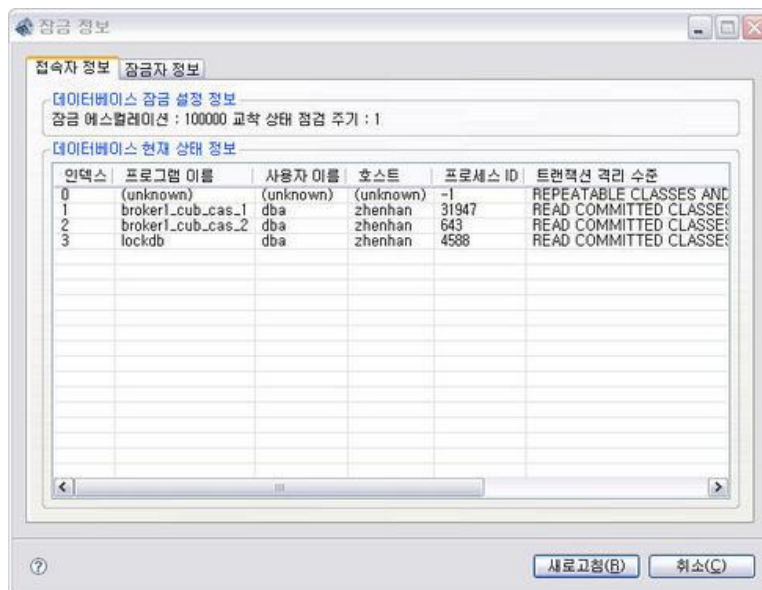 잠금 정보
접속자 정보 잠금자 정보
데이터베이스 잠금 설정 정보
잠금 에스컬레이션 : 100000 교착 상태 점검 주기 : 1
데이터베이스 현재 상태 정보
인덱스 프로그램 이름 사용자 이름 호스트 프로세스 ID 트랜잭션 격리 수준
0 (unknown) (unknown) (unknown) -1 REPEATABLE CLASSES AND
1 broker1_cub_cas_1 dba zhenhan 31947 READ COMMITTED CLASSES
2 broker1_cub_cas_2 dba zhenhan 643 READ COMMITTED CLASSES
3 lockdb dba zhenhan 4588 READ COMMITTED CLASSES
새로고침(R) 취소(C)